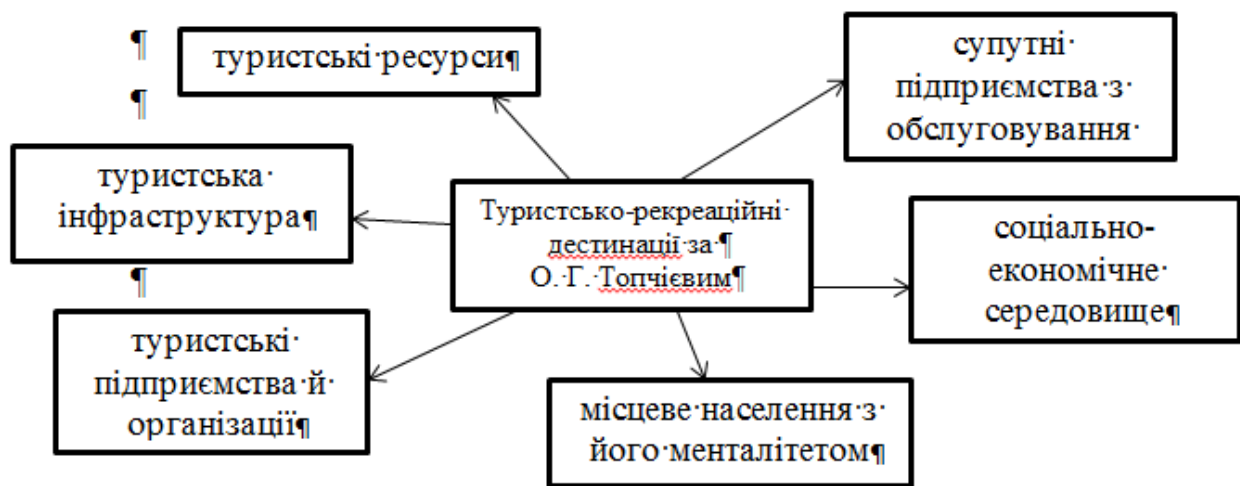 туристські ресурси
супутні
підприємства з
обслуговування
туристська
інфраструктура
Туристсько-рекреаційні
дестинації за
О. Г. Топчієвим
соціально-
економічне
середовище
туристські
підприємства й
організації
місцеве населення з
його менталітетом